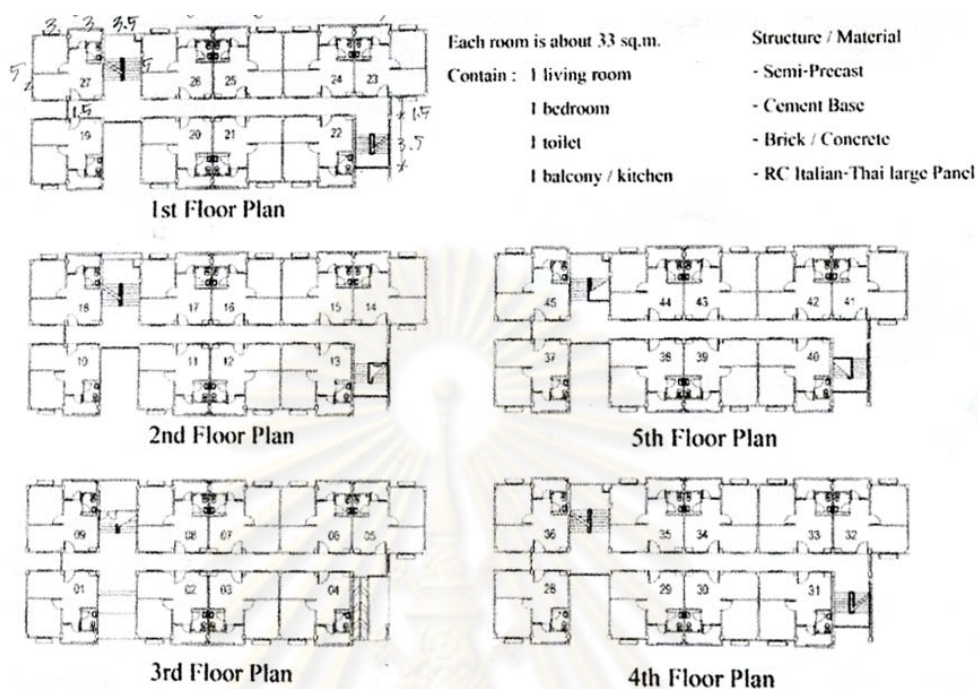 3. 3 3.5
Each room is about 33 sq.m.
Contain : 1 living room
1 bedroom
1 toilet
1 balcony / kitchen
Structure / Material
- Semi-Precast
- Cement Base
- Brick / Concrete
- RC Italian-Thai large Panel
5
5
27 26 25 24 23
1.5
1.5
19 20 21 22
3.5
1st Floor Plan
18 17 16 15 14
10 11 12 13
2nd Floor Plan
45 44 43 42 41
37 38 39 40
5th Floor Plan
09 08 07 06 05
01 02 03 04
3rd Floor Plan
36 35 34 33 32
28 29 30 31
4th Floor Plan